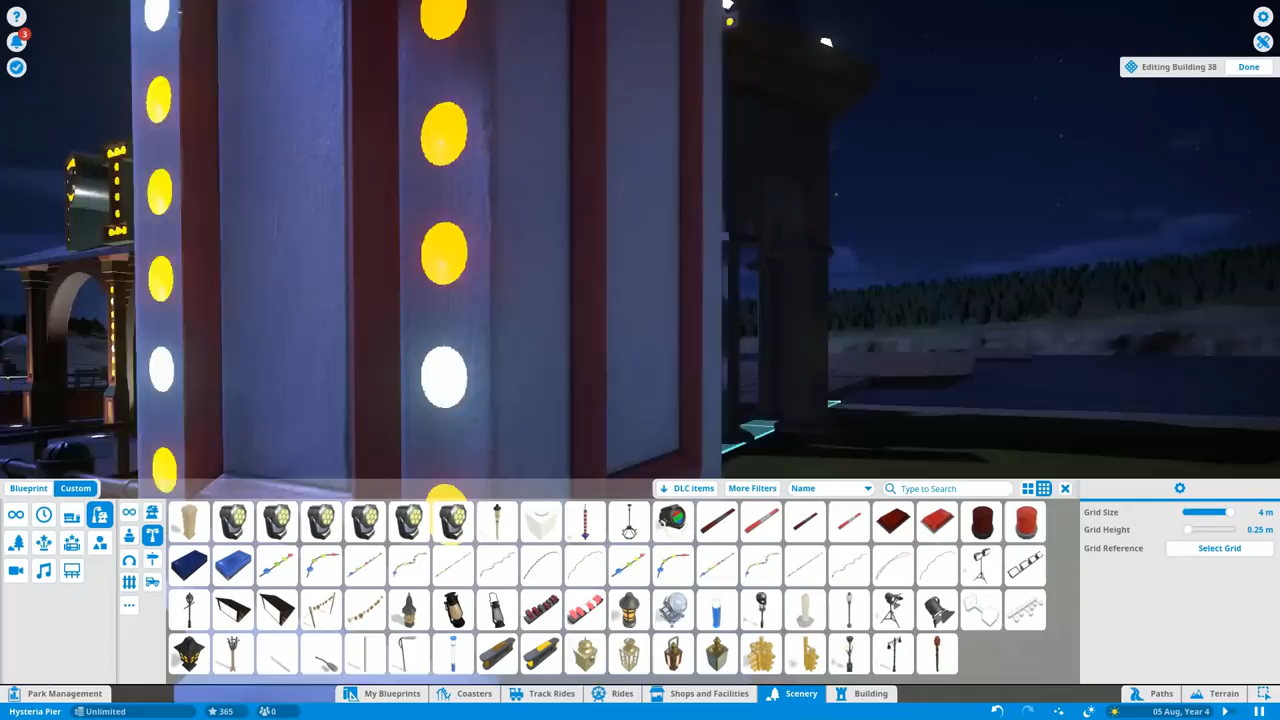 ?
3
Editing Building 38 Done
Blueprint Custom
DLC items More Filters Name Type to Search
Grid Size 4 m
Grid Height 0.25 m
Grid Reference Select Grid
Park Management My Blueprints Coasters Track Rides Rides Shops and Facilities Scenery Building Paths Terrain
Hysteria Pier Unlimited 365 0 05 Aug, Year 4